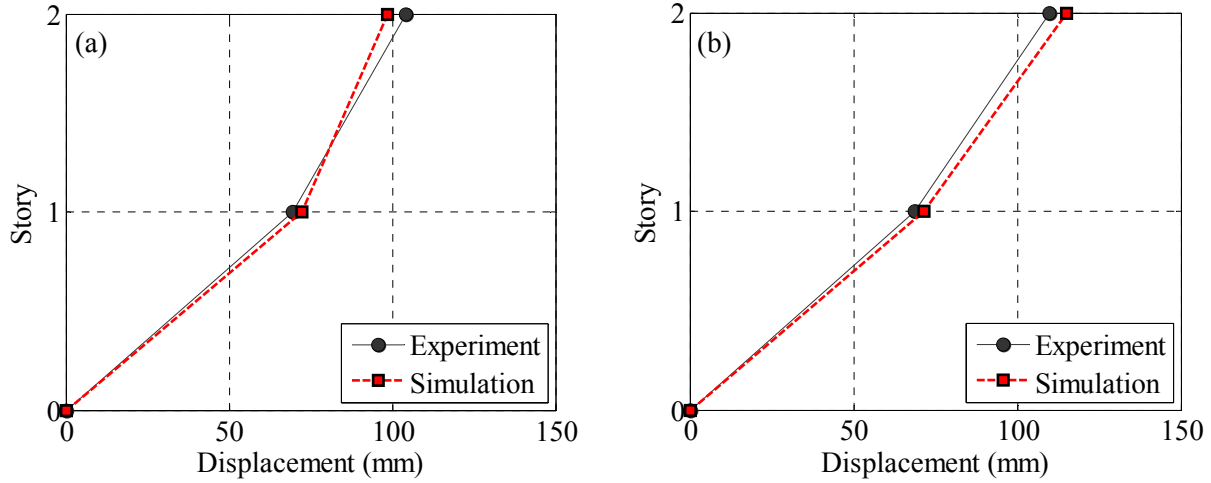 (a)
2
1
0
Story
0 50 100 150
Displacement (mm)
Experiment
Simulation
(b)
2
1
0
Story
0 50 100 150
Displacement (mm)
Experiment
Simulation